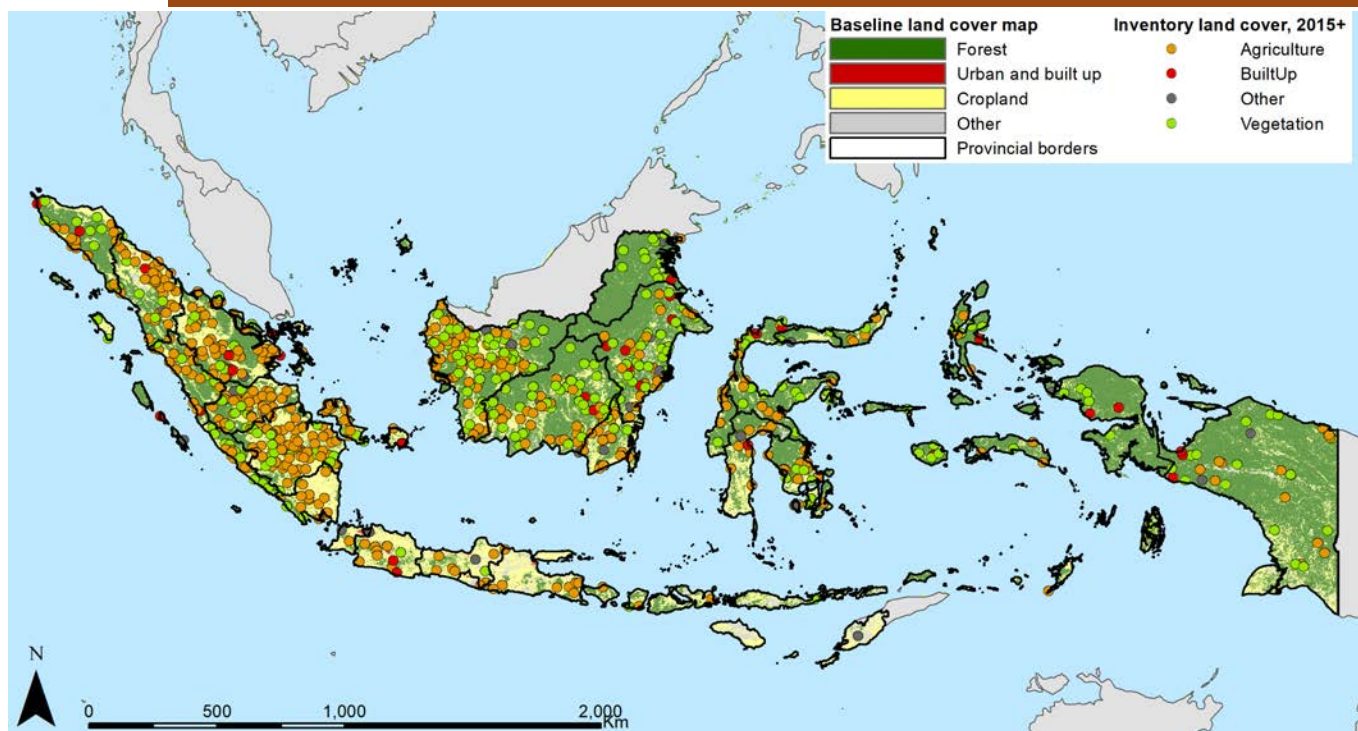 Baseline land cover map
Forest
Urban and built up
Cropland
Other
Provincial borders
Inventory land cover, 2015+
Agriculture
BuiltUp
Other
Vegetation
N
0 500 1,000 2,000
Km